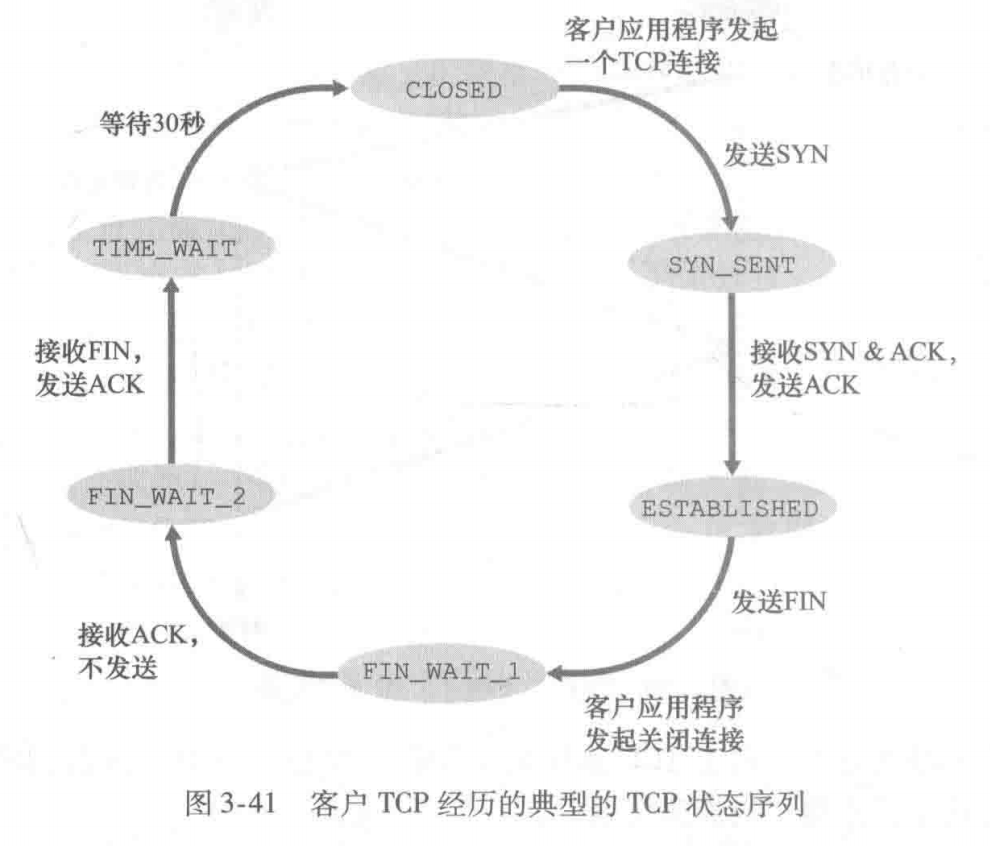 客户应用程序发起
一个TCP连接
CLOSED
等待30秒
发送SYN
TIME_WAIT
SYN_SENT
接收FIN，
发送ACK
接收SYN & ACK，
发送ACK
FIN_WAIT_2
ESTABLISHED
发送FIN
接收ACK，
不发送
FIN_WAIT_1
客户应用程序
发起关闭连接
图 3-41 客户 TCP 经历的典型的 TCP 状态序列